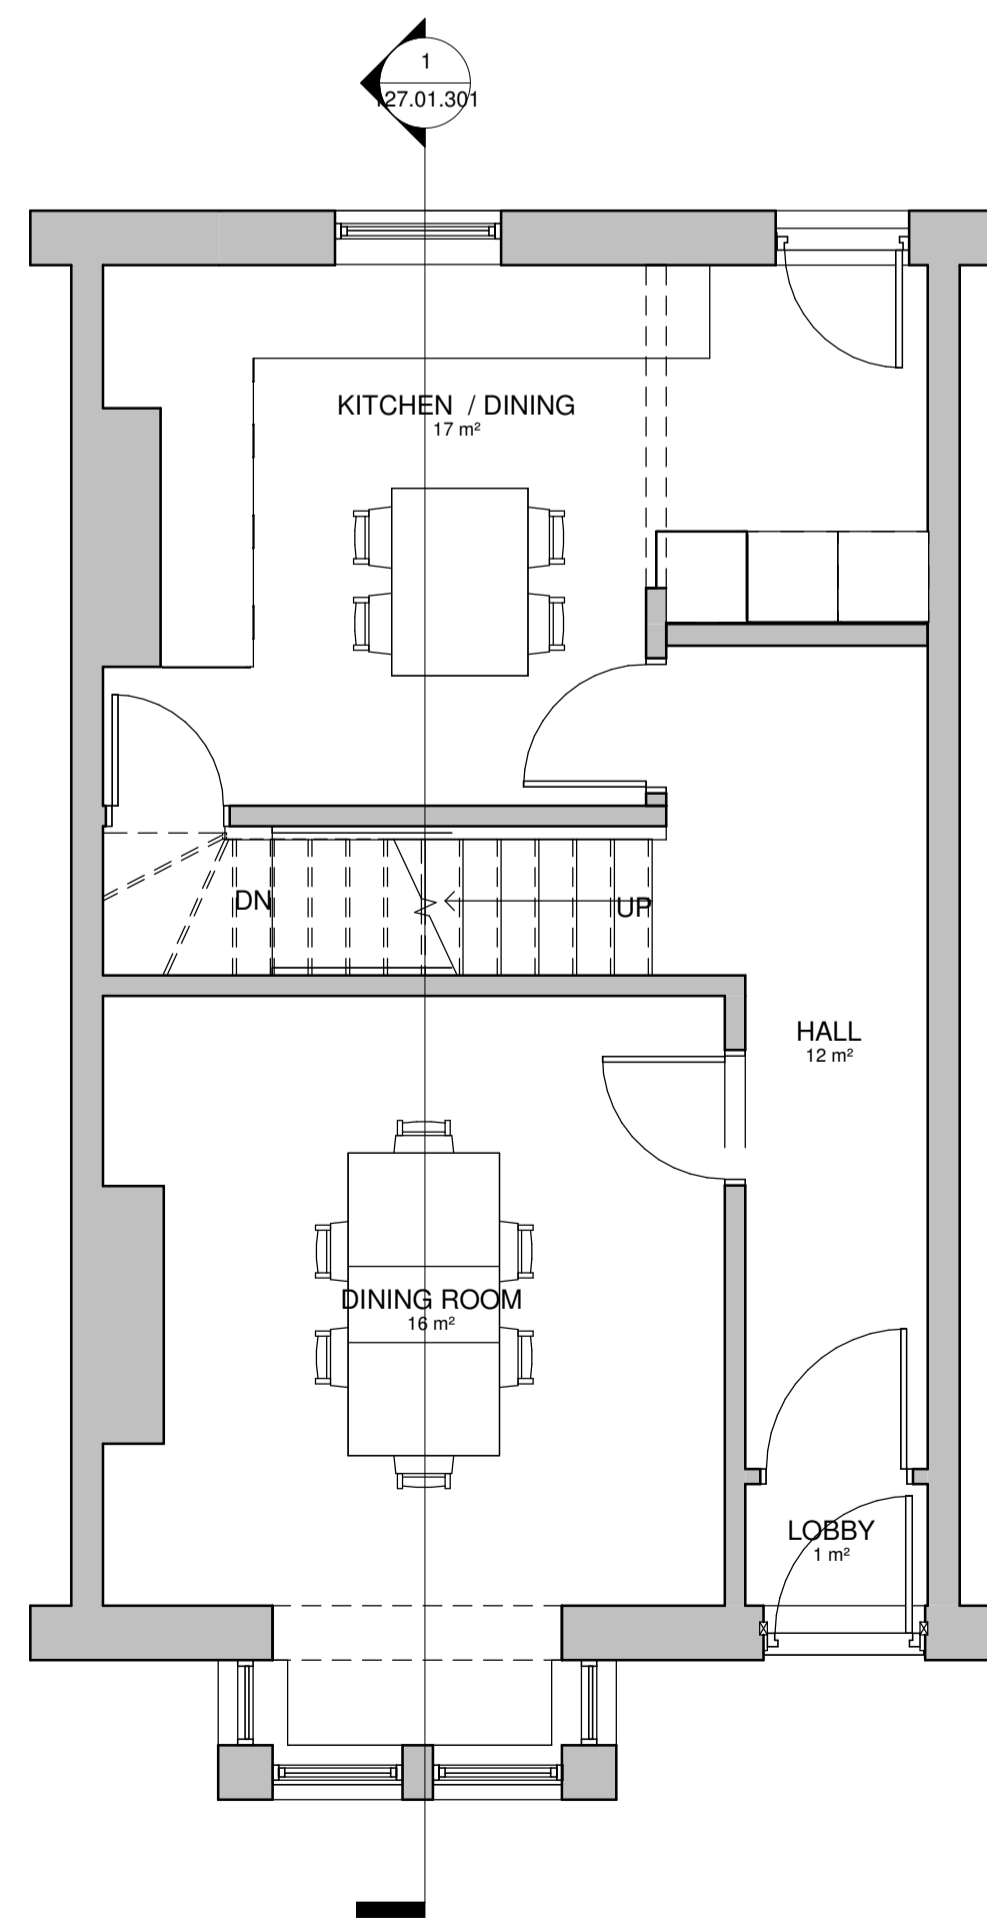 1
127.01.301
KITCHEN / DINING
17 m²
DN
UP
HALL
12 m²
DINING ROOM
16 m²
LOBBY
1 m²